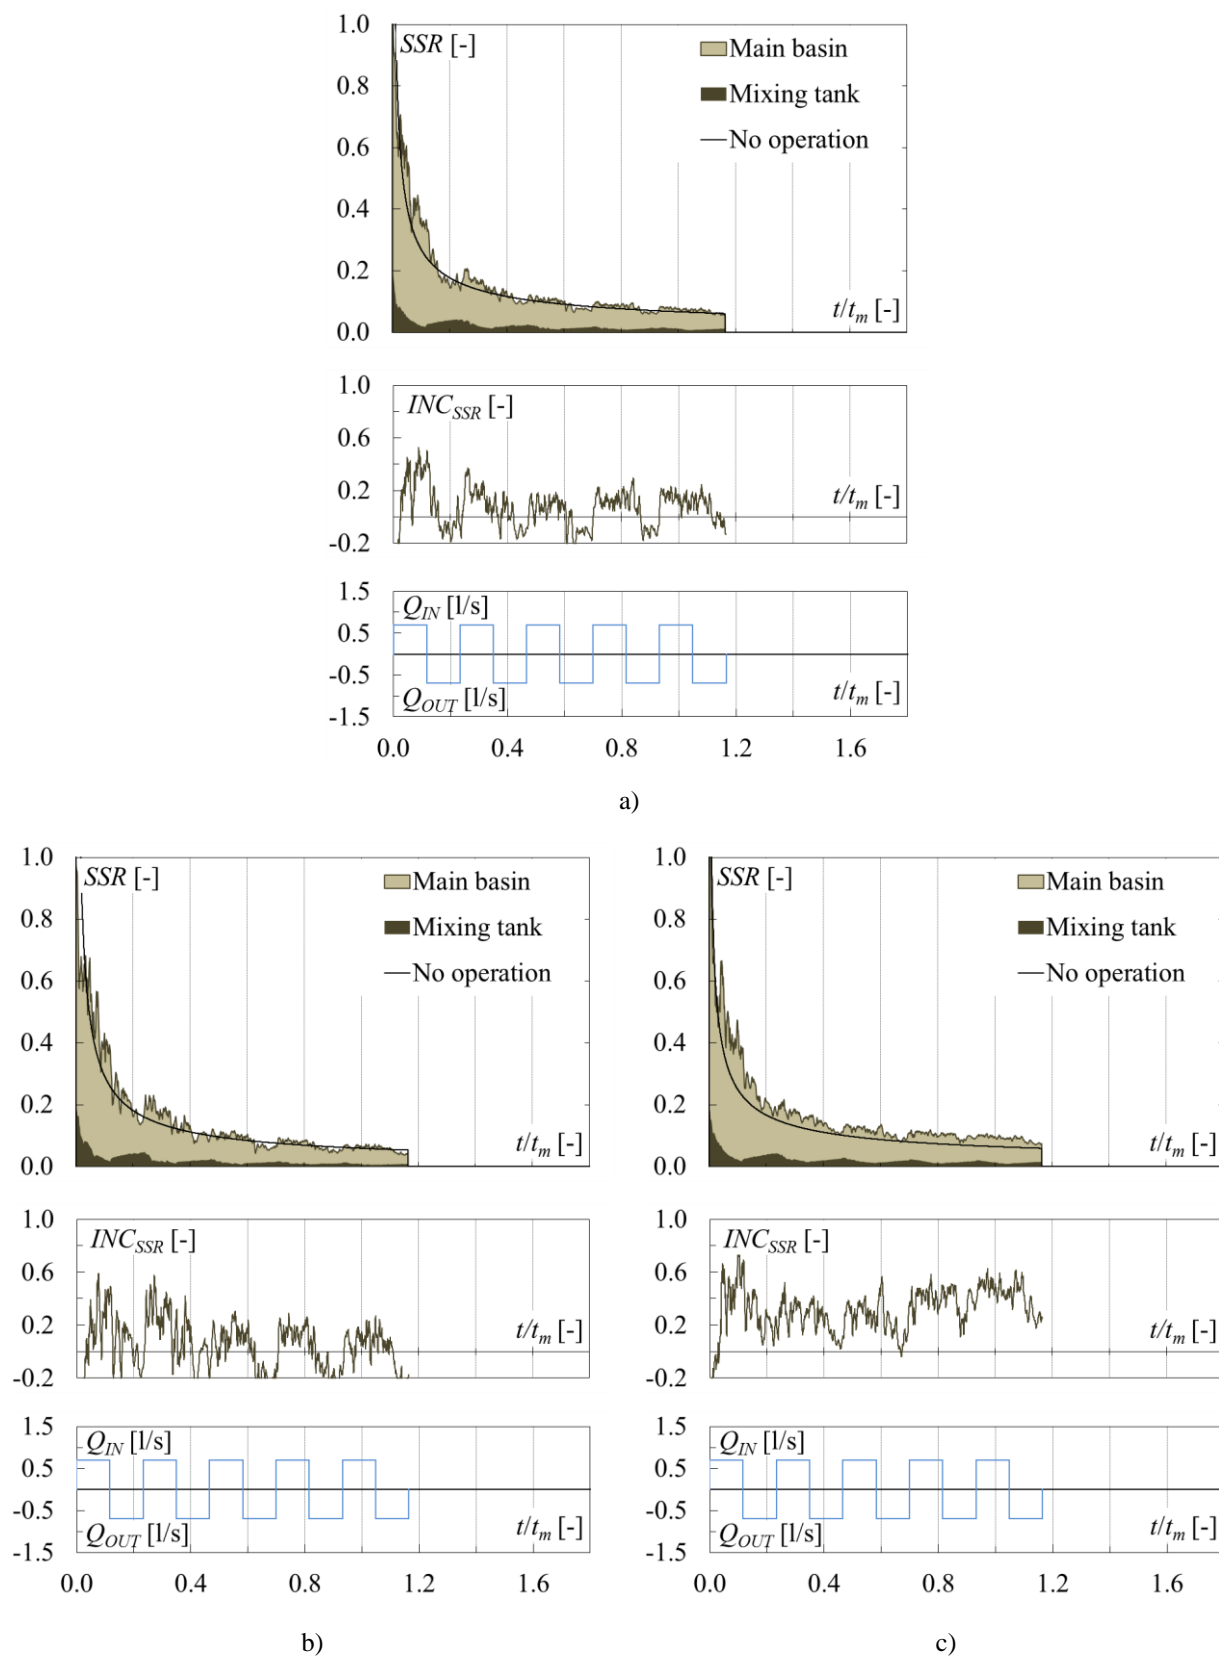 1.0
SSR [-]
Main basin
0.8
Mixing tank
0.6
No operation
0.4
0.2
t/tm [-]
0.0
1.0
INCSSR [-]
0.6
0.2
t/tm [-]
-0.2
1.5
QIN [l/s]
0.5
-0.5
QOUT [l/s]
t/tm [-]
-1.5
0.0 0.4 0.8 1.2 1.6
a)
1.0
SSR [-]
Main basin
0.8
Mixing tank
0.6
No operation
0.4
0.2
t/tm [-]
0.0
1.0
INCSSR [-]
0.6
0.2
t/tm [-]
-0.2
1.5
QIN [l/s]
0.5
-0.5
QOUT [l/s]
t/tm [-]
-1.5
0.0 0.4 0.8 1.2 1.6
b)
1.0
SSR [-]
Main basin
0.8
Mixing tank
0.6
No operation
0.4
0.2
t/tm [-]
0.0
1.0
INCSSR [-]
0.6
0.2
t/tm [-]
-0.2
1.5
QIN [l/s]
0.5
-0.5
QOUT [l/s]
t/tm [-]
-1.5
0.0 0.4 0.8 1.2 1.6
c)